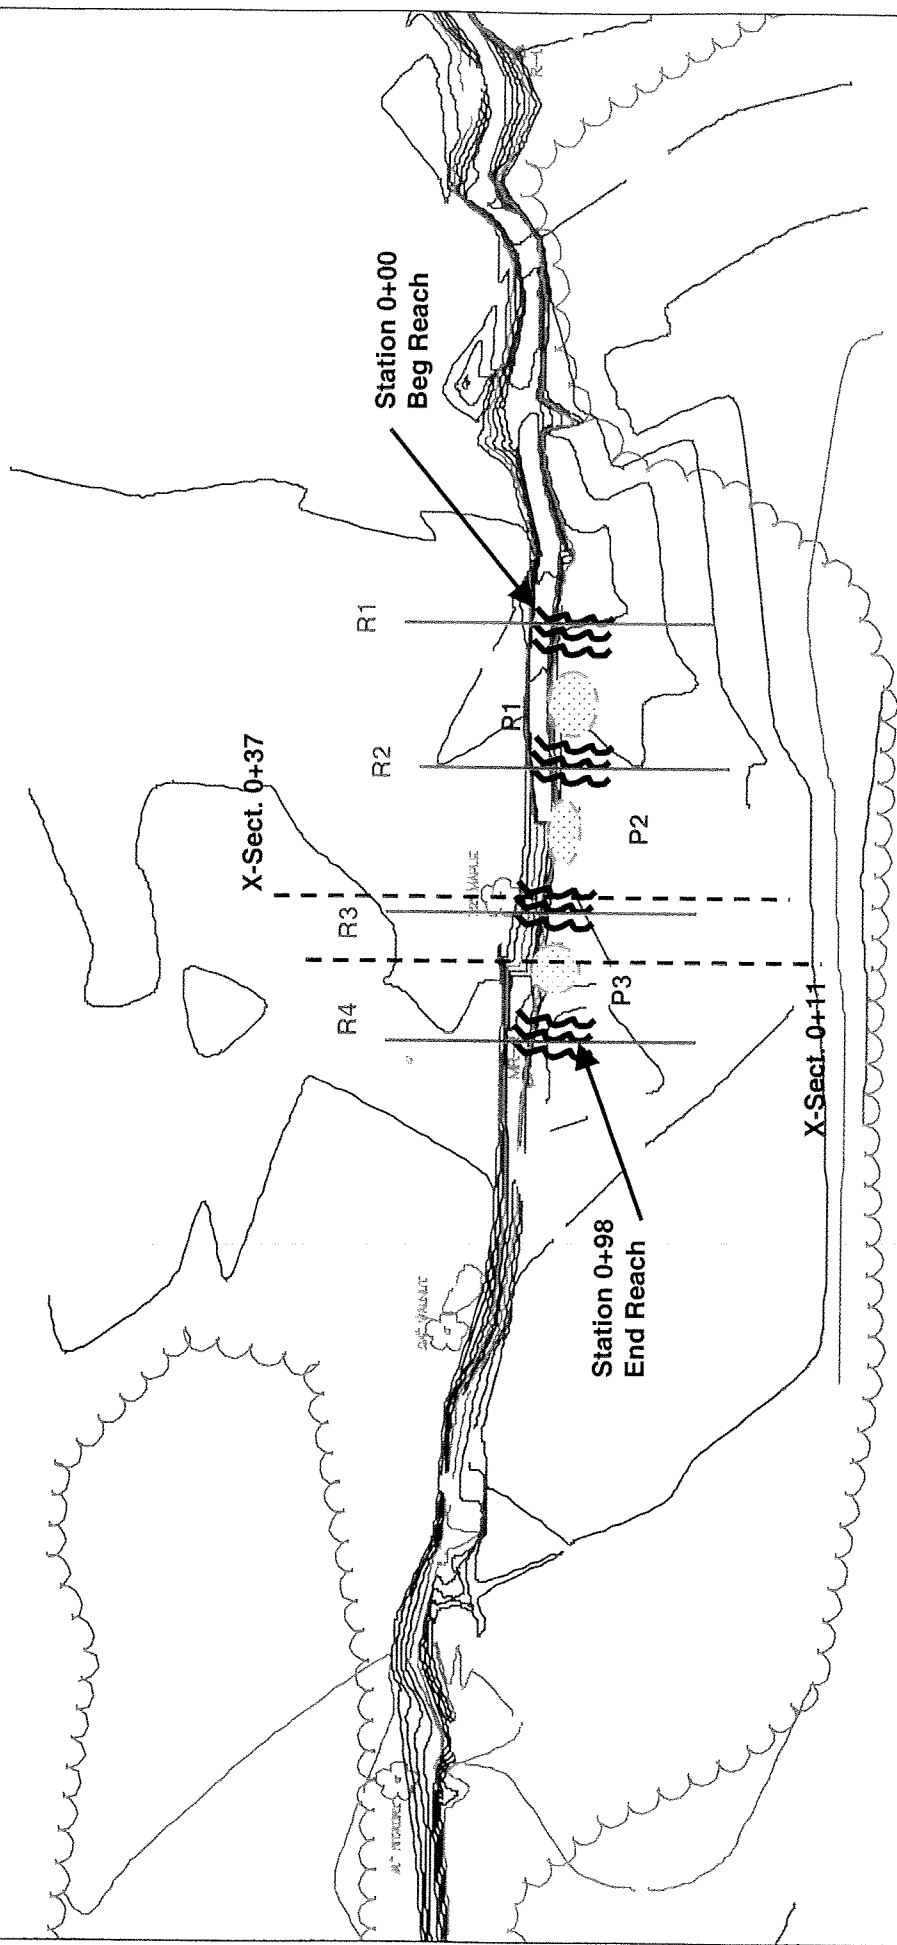 Station 0+00
Beg Reach
R1
R1
R2
X-Sect. 0+37
P2
R3
R4
P3
X-Sect. 0+11
Station 0+98
End Reach